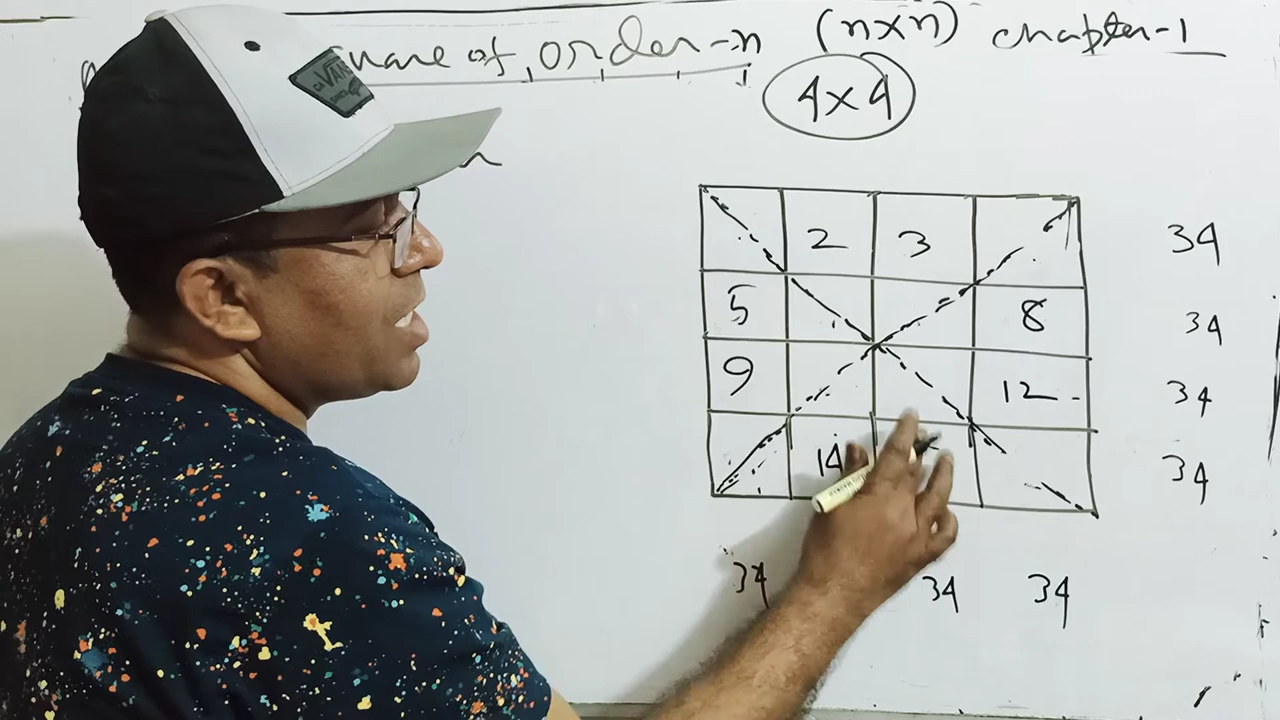 of order-n (n×n) chapter-1
4×4
2 3 34
5 8 34
9 12 34
14 34
34 34 34
VANS